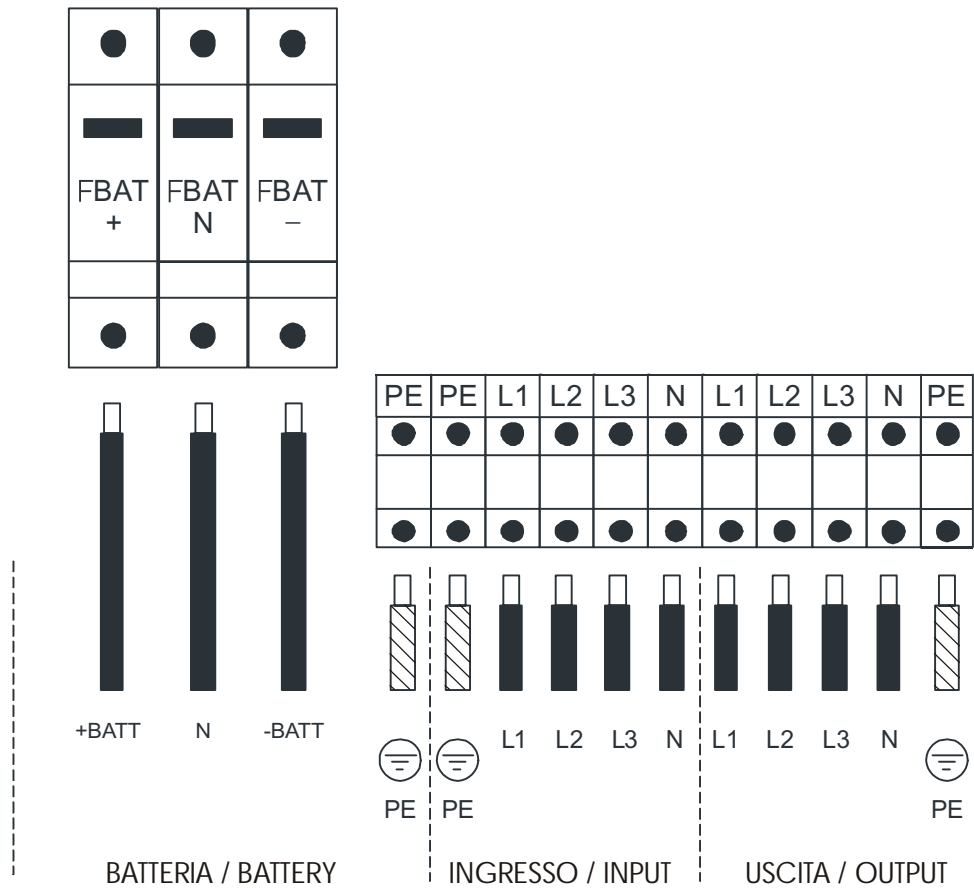 FBAT FBAT FBAT
+ N −
PE PE L1 L2 L3 N L1 L2 L3 N PE
+BATT N -BATT
L1 L2 L3 N L1 L2 L3 N
PE PE PE
BATTERIA / BATTERY INGRESSO / INPUT USCITA / OUTPUT